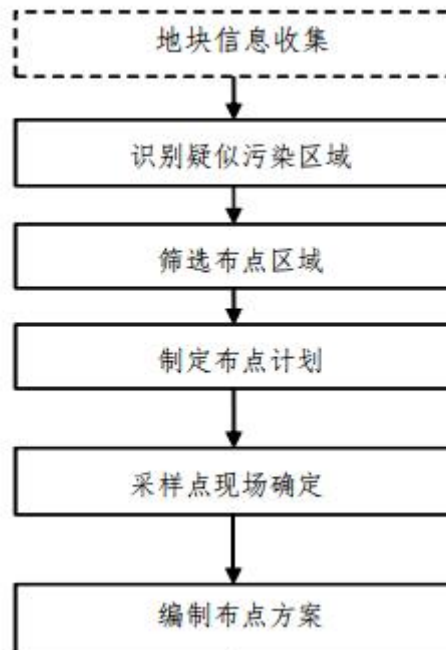 地块信息收集
识别疑似污染区域
筛选布点区域
制定布点计划
采样点现场确定
编制布点方案